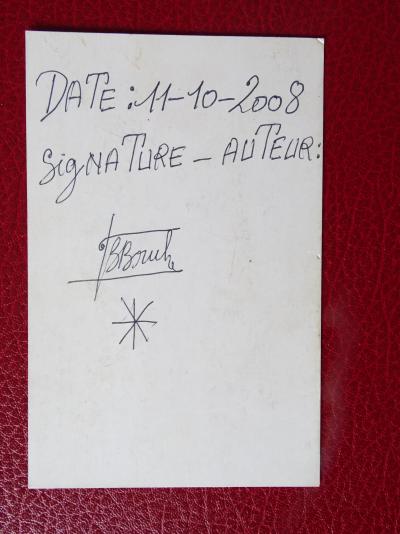 DATE : 11-10-2008
SigNATURE - AUTEUR :